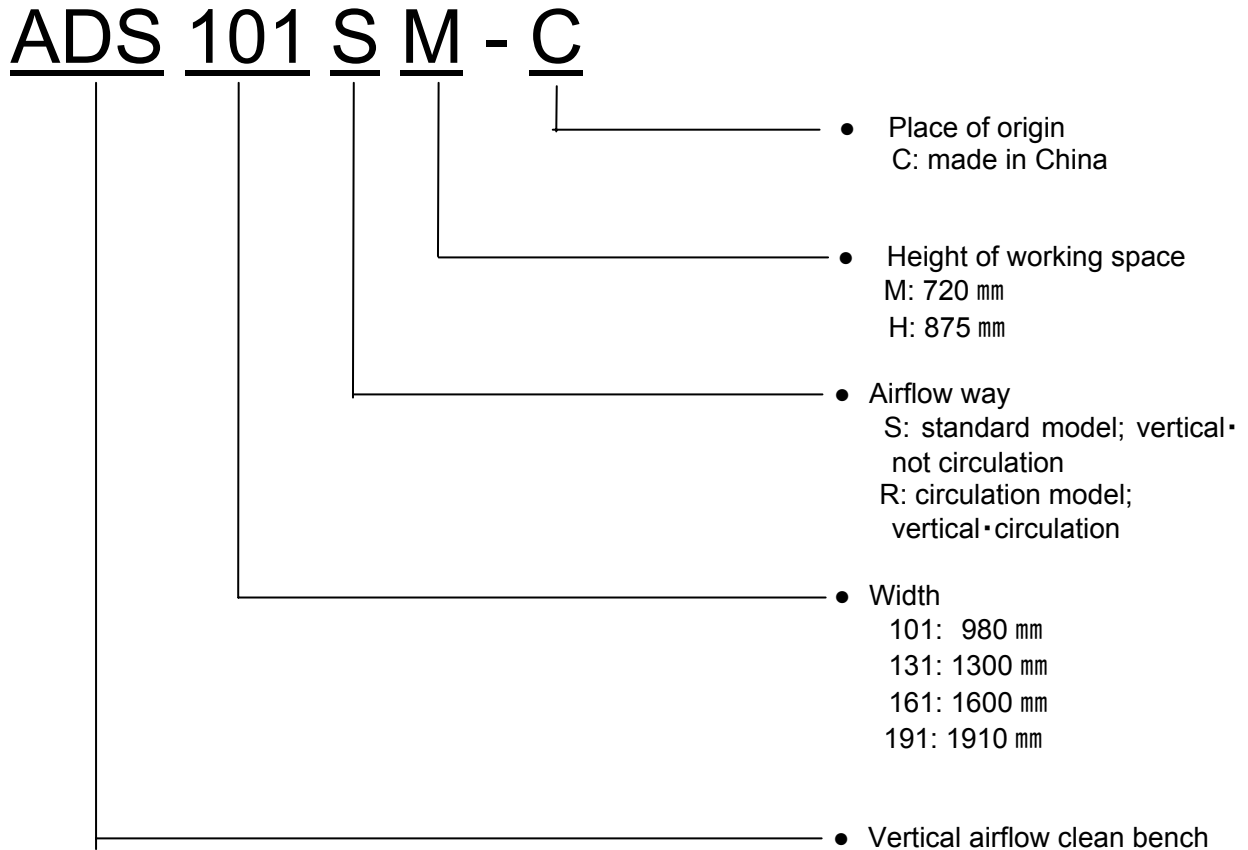 ADS 101 S M - C
● Place of origin
C: made in China
● Height of working space
M: 720 ㎜
H: 875 ㎜
● Airflow way
S: standard model; vertical・
not circulation
R: circulation model;
vertical・circulation
● Width
101: 980 ㎜
131: 1300 ㎜
161: 1600 ㎜
191: 1910 ㎜
● Vertical airflow clean bench